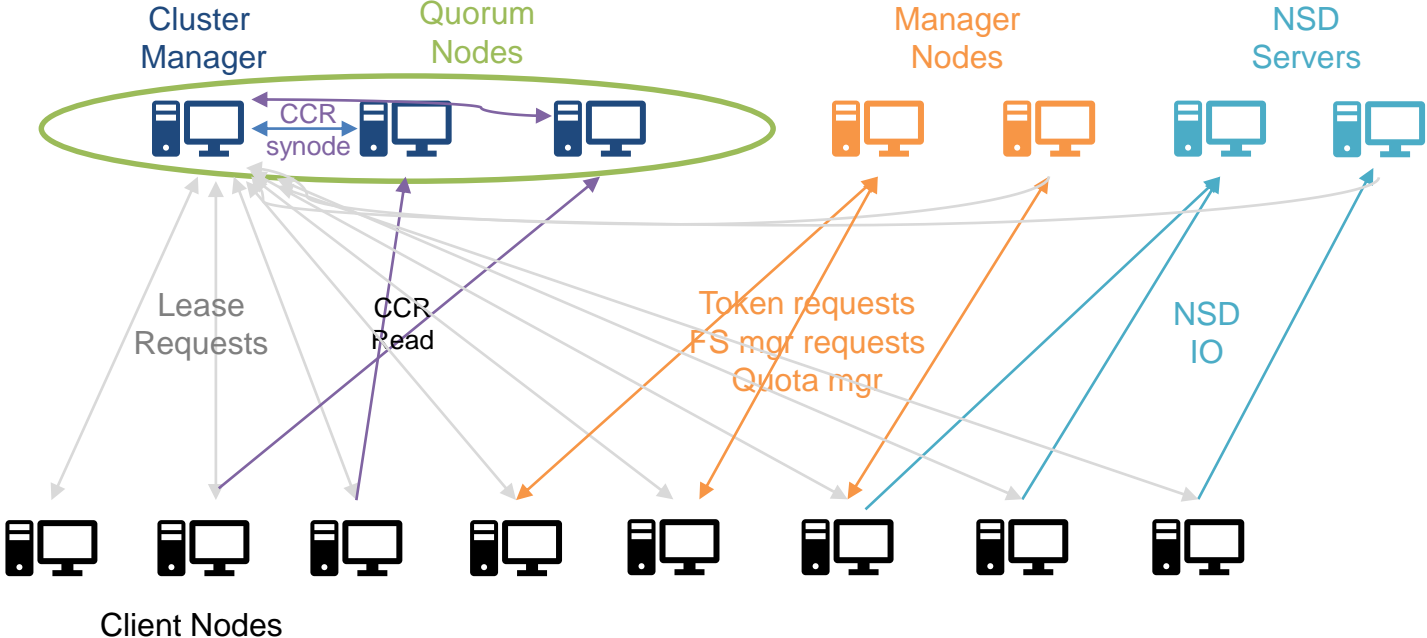 Cluster
Manager
Quorum
Nodes
Manager
Nodes
NSD
Servers
CCR
synode
Lease
Requests
CCR
Read
Token requests
FS mgr requests
Quota mgr
NSD
IO
Client Nodes